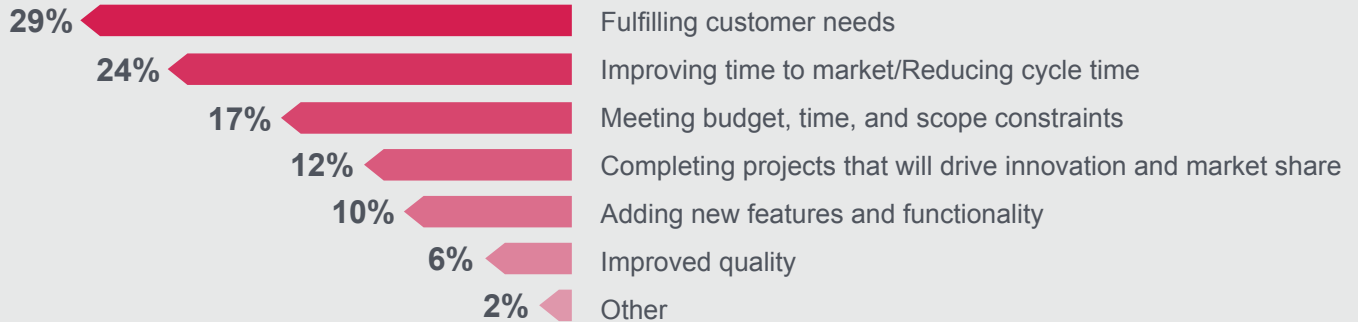 29% Fulfilling customer needs
24% Improving time to market/Reducing cycle time
17% Meeting budget, time, and scope constraints
12% Completing projects that will drive innovation and market share
10% Adding new features and functionality
6% Improved quality
2% Other